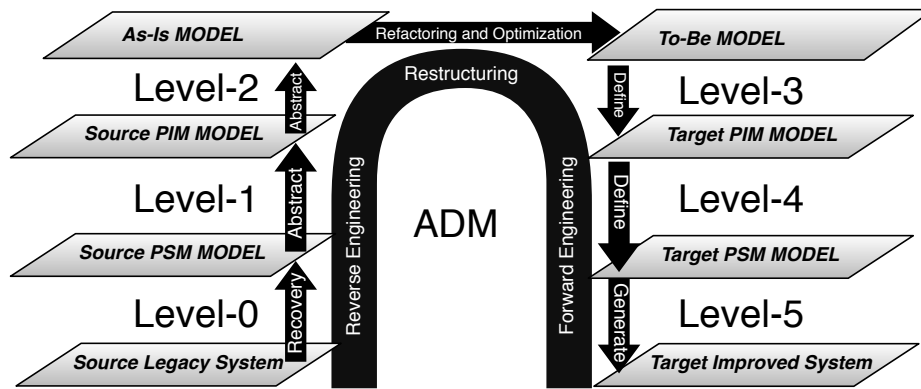 As-Is MODEL
Refactoring and Optimization
To-Be MODEL
Level-2
Abstract
Restructuring
Define
Level-3
Source PIM MODEL
Target PIM MODEL
Level-1
Abstract
Reverse Engineering
ADM
Forward Engineering
Define
Level-4
Source PSM MODEL
Target PSM MODEL
Level-0
Recovery
Generate
Level-5
Source Legacy System
Target Improved System